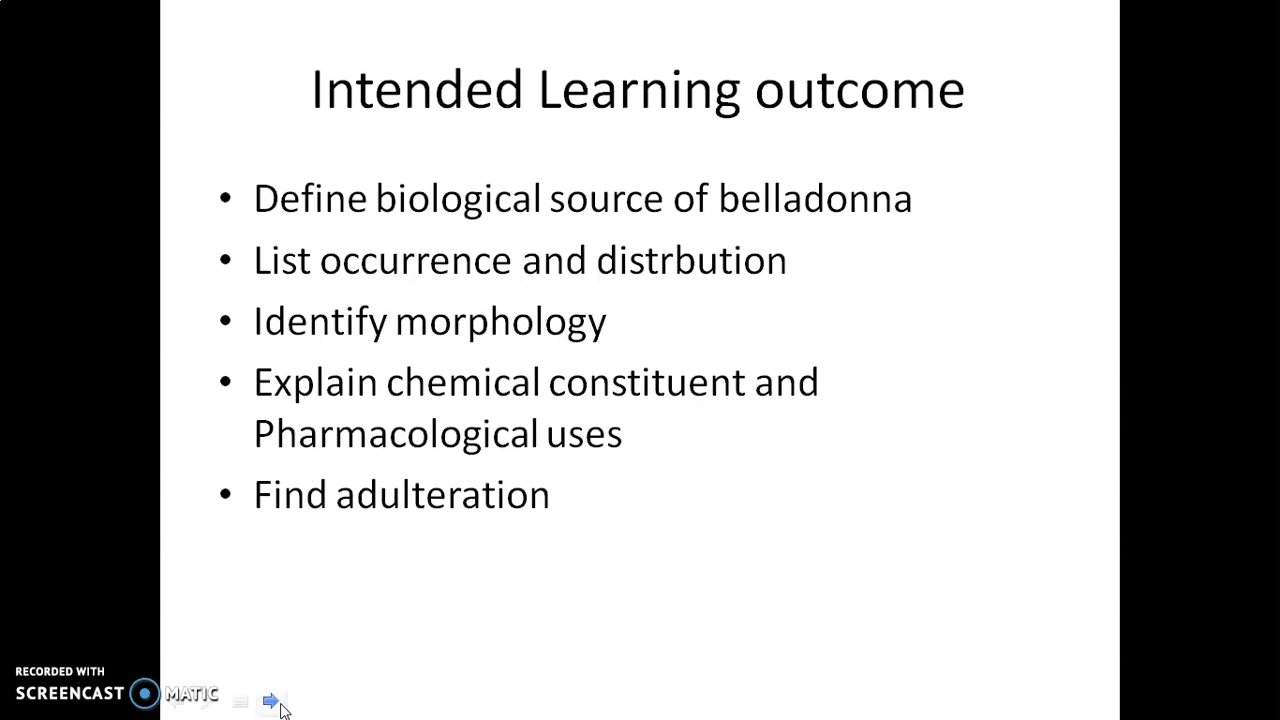 Intended Learning outcome
• Define biological source of belladonna
• List occurrence and distrbution
• Identify morphology
• Explain chemical constituent and
Pharmacological uses
• Find adulteration
RECORDED WITH
SCREENCAST MATIC